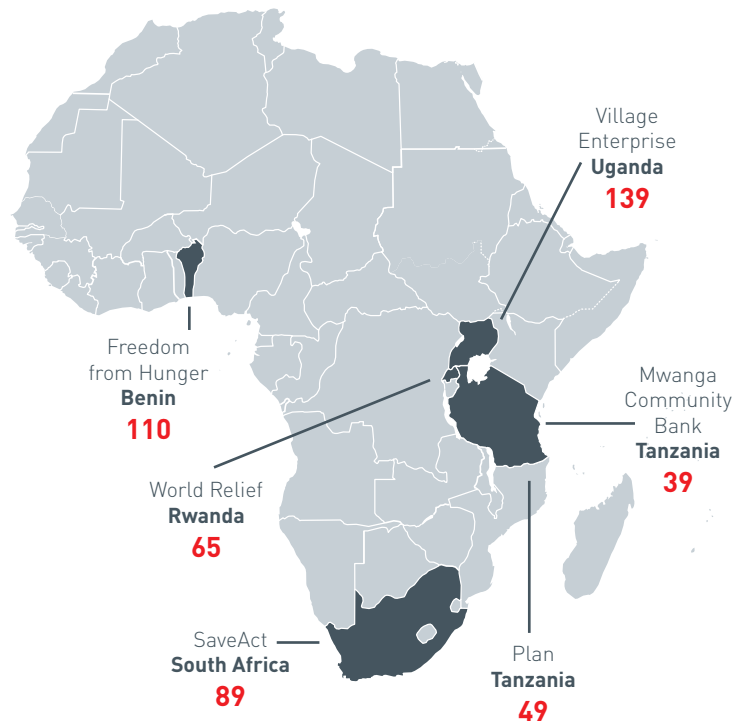 Village
Enterprise
Uganda
139
Freedom
from Hunger
Benin
110
Mwanga
Community
Bank
Tanzania
39
World Relief
Rwanda
65
SaveAct
South Africa
89
Plan
Tanzania
49